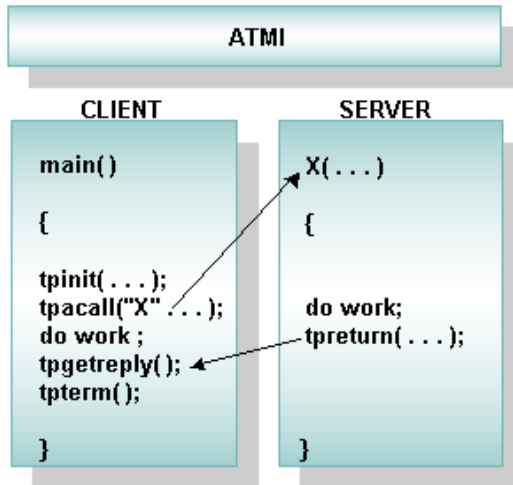 ATMI
CLIENT
main()
{
tpinit(...);
tpacall("X" ...);
do work ;
tpgetreply();
tpterm();
}
SERVER
X(...)
{
do work;
tpreturn(...);
}